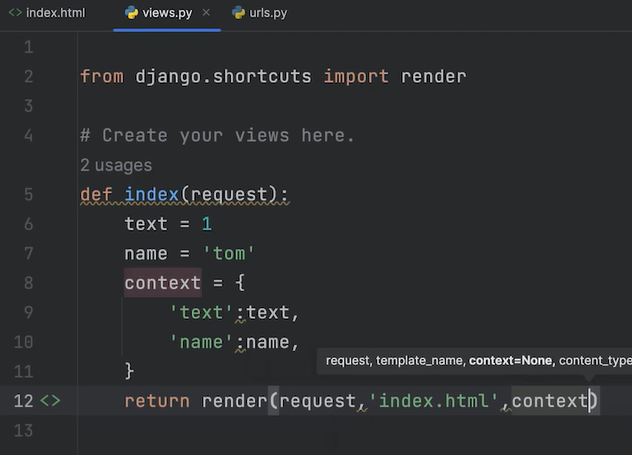 index.html views.py × urls.py
1
2 from django.shortcuts import render
3
4 # Create your views here.
2 usages
5 def index(request):
6 text = 1
7 name = 'tom'
8 context = {
9 'text':text,
10 'name':name,
request, template_name, context=None, content_type
11 }
12 <> return render(request,'index.html',context)
13